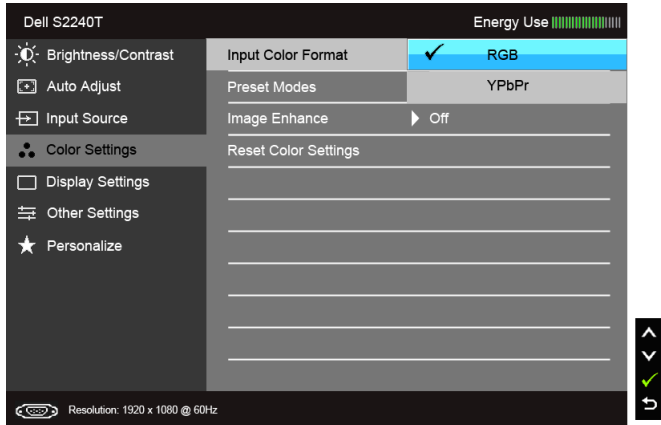 Dell S2240T
Energy Use
Brightness/Contrast
Auto Adjust
Input Source
Color Settings
Display Settings
Other Settings
Personalize
Input Color Format
Preset Modes
Image Enhance
Reset Color Settings
RGB
YPbPr
Off
Resolution: 1920 x 1080 @ 60Hz